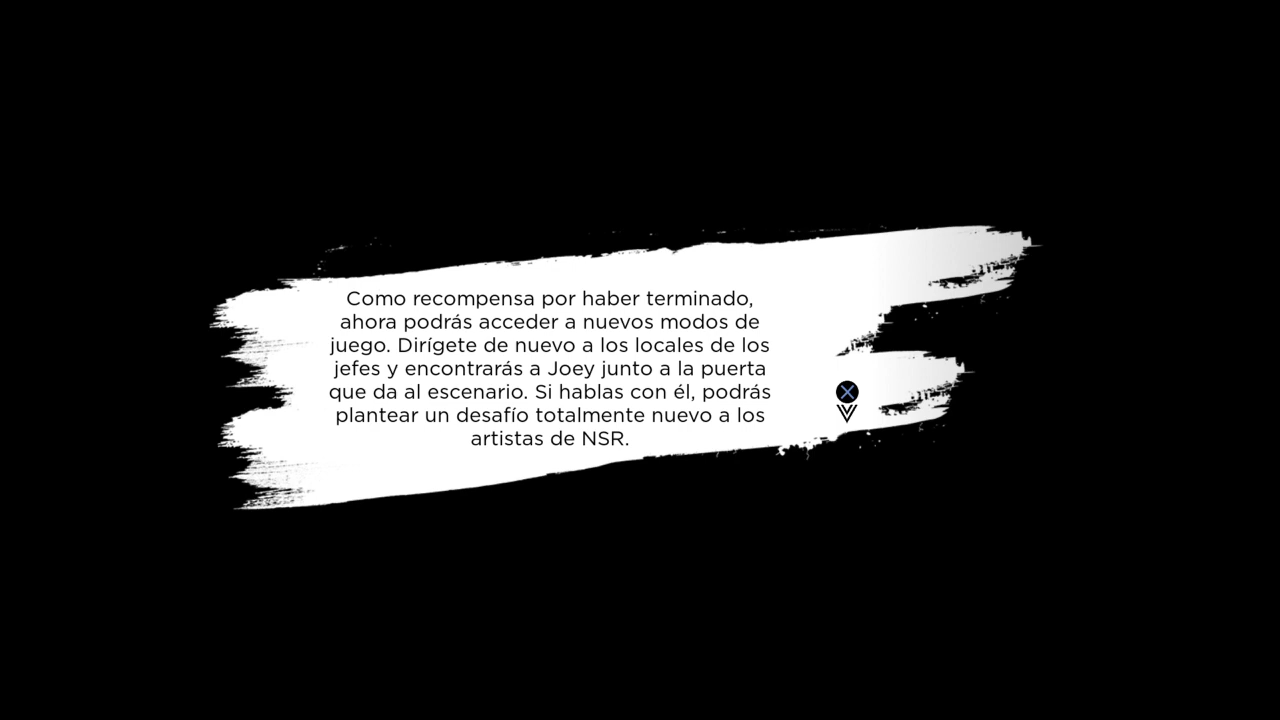 Como recompensa por haber terminado,
ahora podrás acceder a nuevos modos de
juego. Dirígete de nuevo a los locales de los
jefes y encontrarás a Joey junto a la puerta
que da al escenario. Si hablas con él, podrás
plantear un desafío totalmente nuevo a los
artistas de NSR.